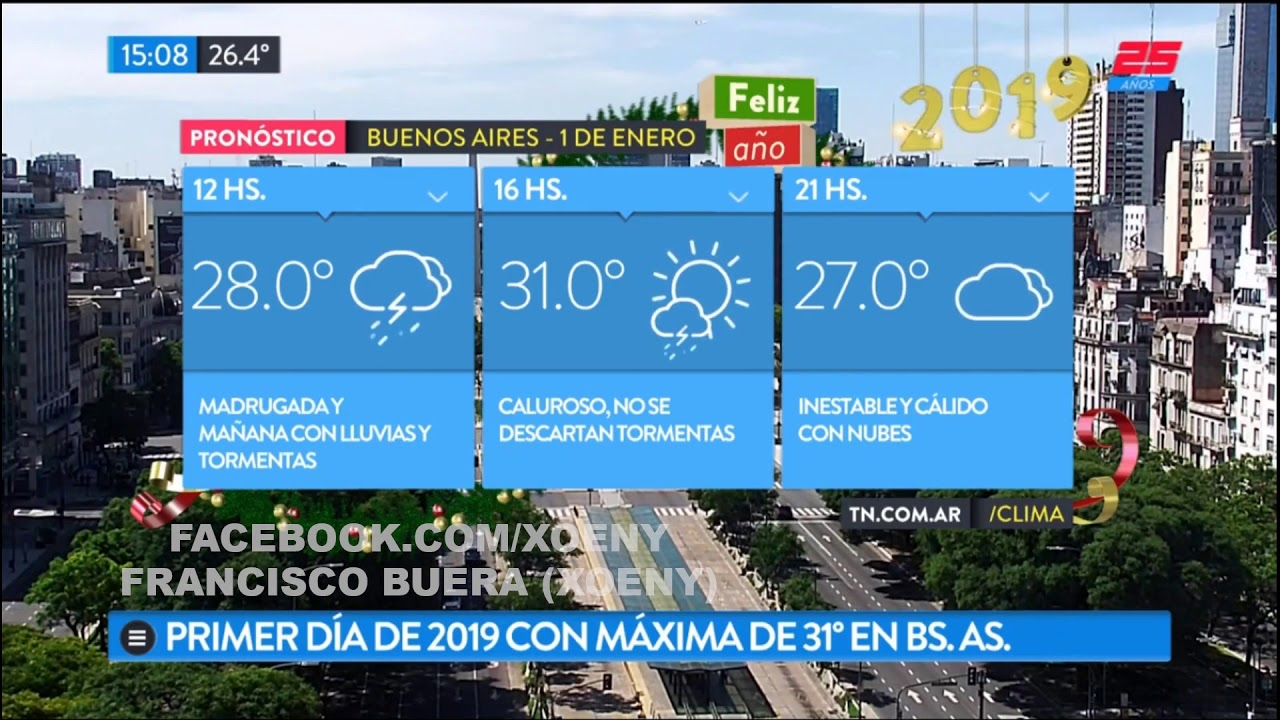 15:08 26.4°
2019
25
AÑOS
Feliz
año
PRONÓSTICO BUENOS AIRES - 1 DE ENERO
12 HS. 16 HS. 21 HS.
28.0° 31.0° 27.0°
MADRUGADA Y
MAÑANA CON LLUVIAS Y
TORMENTAS
CALUROSO, NO SE
DESCARTAN TORMENTAS
INESTABLE Y CÁLIDO
CON NUBES
TN.COM.AR /CLIMA
FACEBOOK.COM/XOENY
FRANCISCO BUERA (XOENY)
PRIMER DÍA DE 2019 CON MÁXIMA DE 31° EN BS. AS.